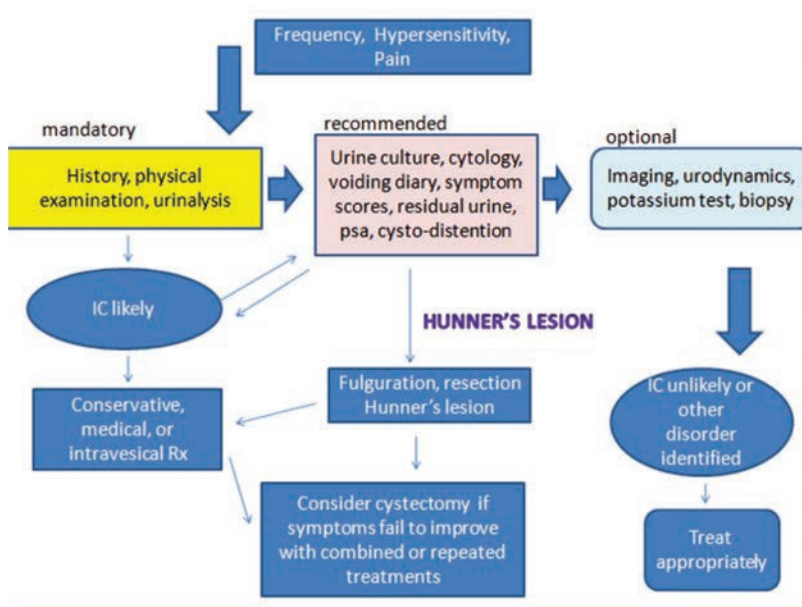 Frequency, Hypersensitivity,
Pain
mandatory
recommended
optional
History, physical
examination, urinalysis
Urine culture, cytology,
voiding diary, symptom
scores, residual urine,
psa, cysto-distention
Imaging, urodynamics,
potassium test, biopsy
IC likely
HUNNER'S LESION
Fulguration, resection
Hunner's lesion
Conservative,
medical, or
intravesical Rx
IC unlikely or
other
disorder
identified
Consider cystectomy if
symptoms fail to improve
with combined or repeated
treatments
Treat
appropriately